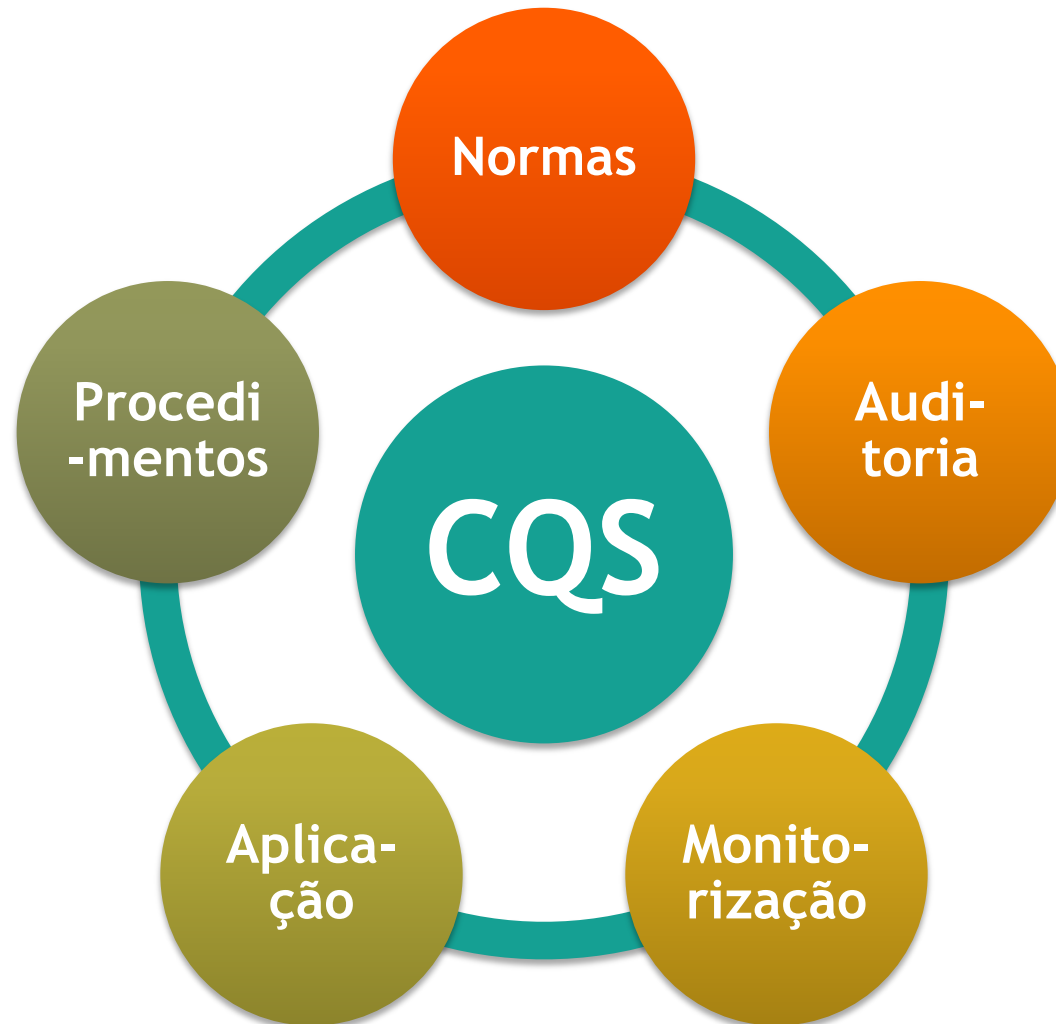 Normas
Procedi
-mentos
Audi-
toria
CQS
Aplica-
ção
Monito-
rização